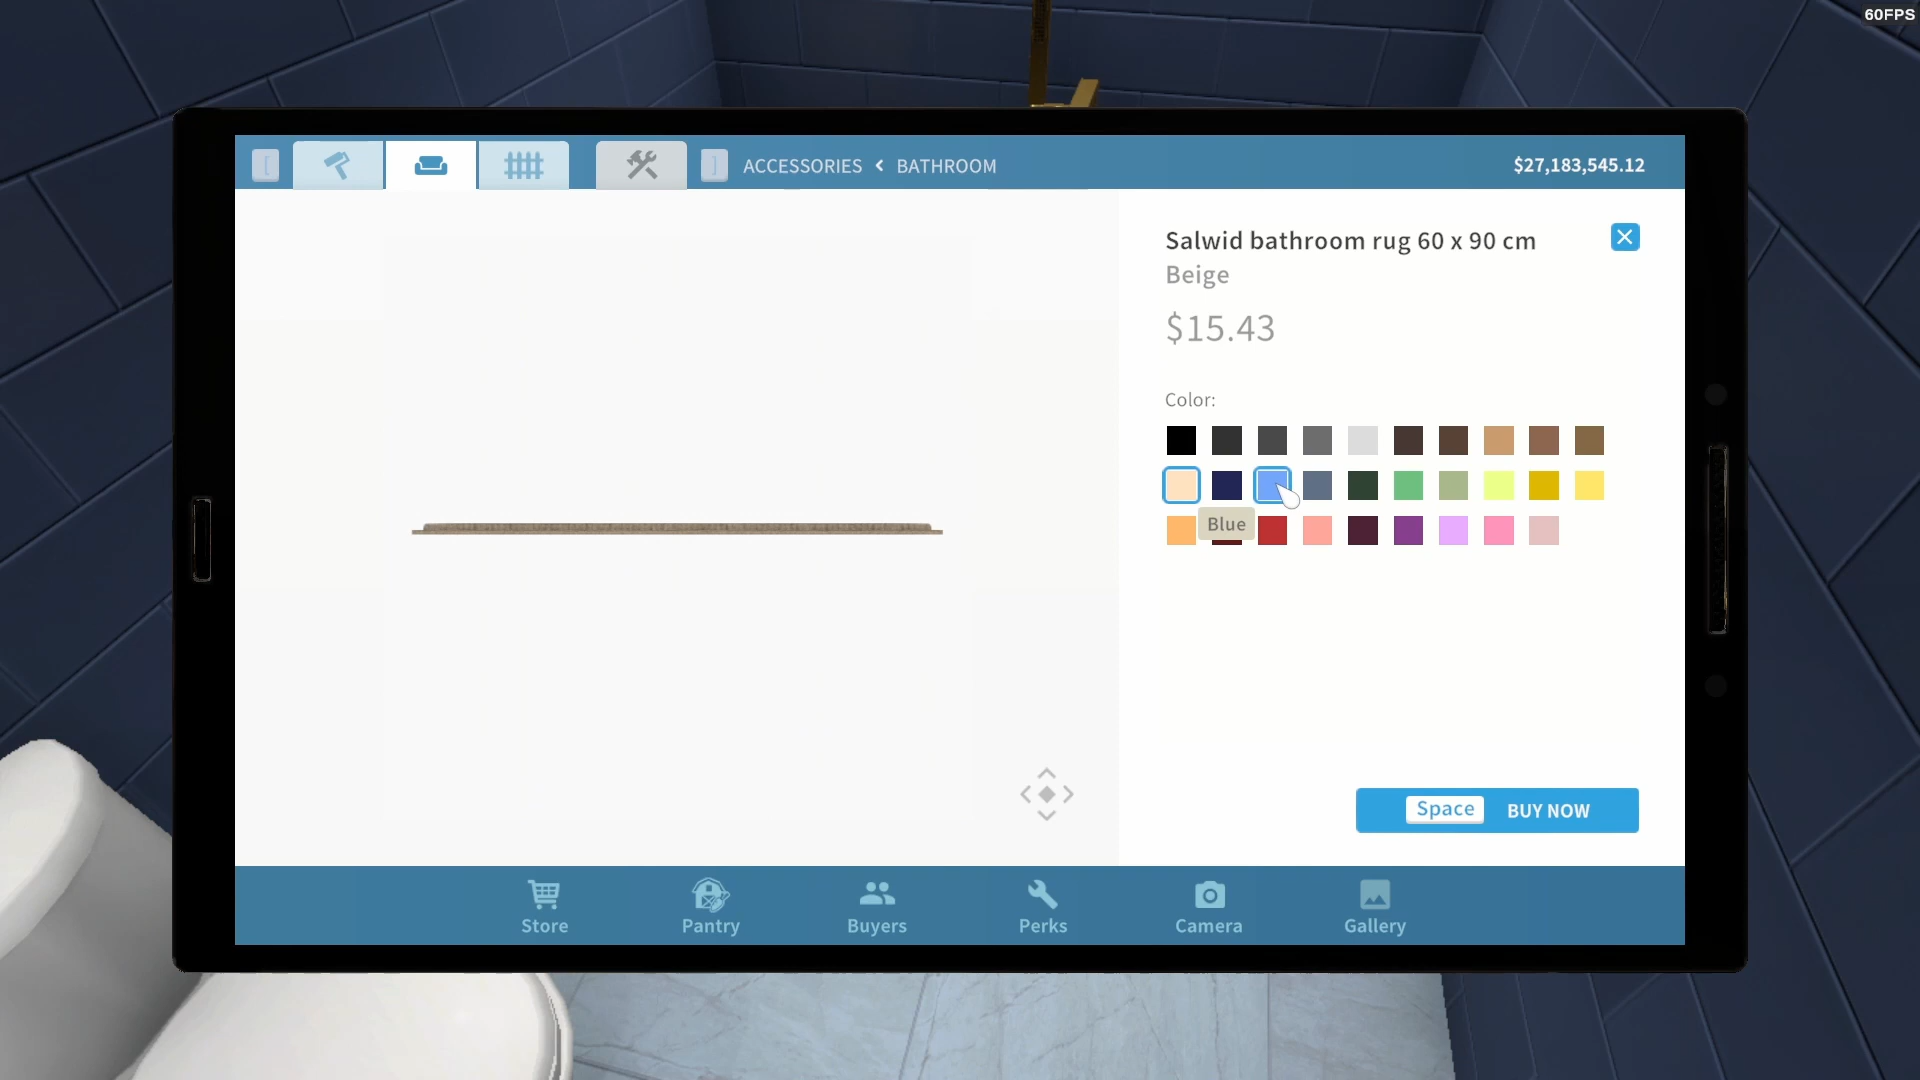 60FPS
[
]
ACCESSORIES < BATHROOM
$27,183,545.12
Salwid bathroom rug 60 x 90 cm
Beige
$15.43
Color:
Blue
Space BUY NOW
Store
Pantry
Buyers
Perks
Camera
Gallery